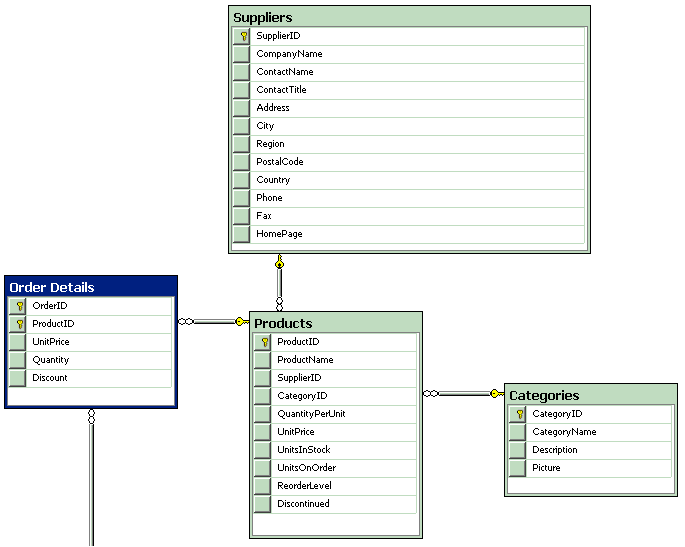 Suppliers
SupplierID
CompanyName
ContactName
ContactTitle
Address
City
Region
PostalCode
Country
Phone
Fax
HomePage
Order Details
OrderID
ProductID
UnitPrice
Quantity
Discount
Products
ProductID
ProductName
SupplierID
CategoryID
QuantityPerUnit
UnitPrice
UnitsInStock
UnitsOnOrder
ReorderLevel
Discontinued
Categories
CategoryID
CategoryName
Description
Picture